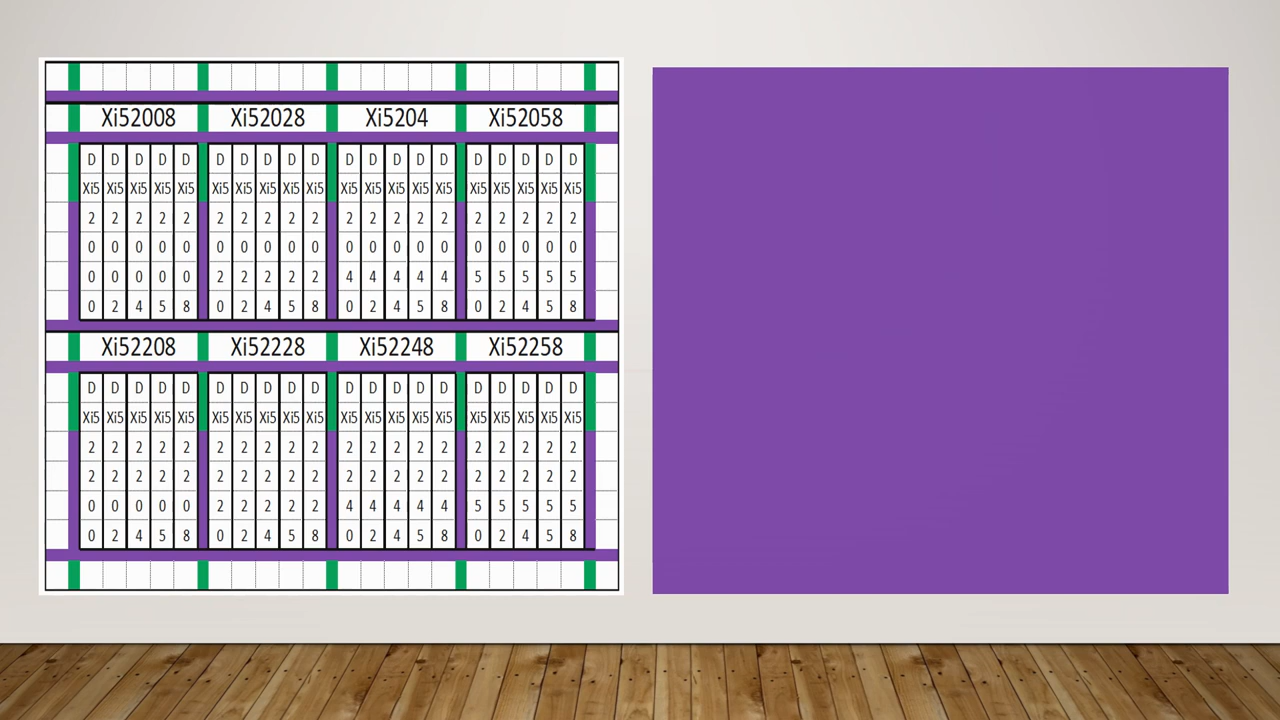 Xi52008 Xi52028 Xi5204 Xi52058
D D D D D D D D D D D D D D D D D D D D
Xi5 Xi5 Xi5 Xi5 Xi5 Xi5 Xi5 Xi5 Xi5 Xi5 Xi5 Xi5 Xi5 Xi5 Xi5 Xi5 Xi5 Xi5 Xi5 Xi5
2 2 2 2 2 2 2 2 2 2 2 2 2 2 2 2 2 2 2 2
0 0 0 0 0 0 0 0 0 0 0 0 0 0 0 0 0 0 0 0
0 0 0 0 0 2 2 2 2 2 4 4 4 4 4 5 5 5 5 5
0 2 4 5 8 0 2 4 5 8 0 2 4 5 8 0 2 4 5 8
Xi52208 Xi52228 Xi52248 Xi52258
D D D D D D D D D D D D D D D D D D D D
Xi5 Xi5 Xi5 Xi5 Xi5 Xi5 Xi5 Xi5 Xi5 Xi5 Xi5 Xi5 Xi5 Xi5 Xi5 Xi5 Xi5 Xi5 Xi5 Xi5
2 2 2 2 2 2 2 2 2 2 2 2 2 2 2 2 2 2 2 2
2 2 2 2 2 2 2 2 2 2 2 2 2 2 2 2 2 2 2 2
0 0 0 0 0 2 2 2 2 2 4 4 4 4 4 5 5 5 5 5
0 2 4 5 8 0 2 4 5 8 0 2 4 5 8 0 2 4 5 8